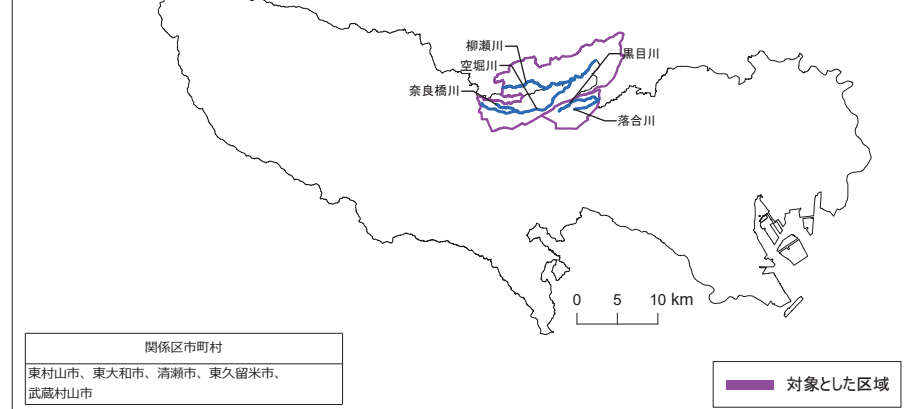 柳瀬川
黒目川
空堀川
奈良橋川
落合川
0 5 10 km
関係区市町村
東村山市、東大和市、清瀬市、東久留米市、
武蔵村山市
対象とした区域